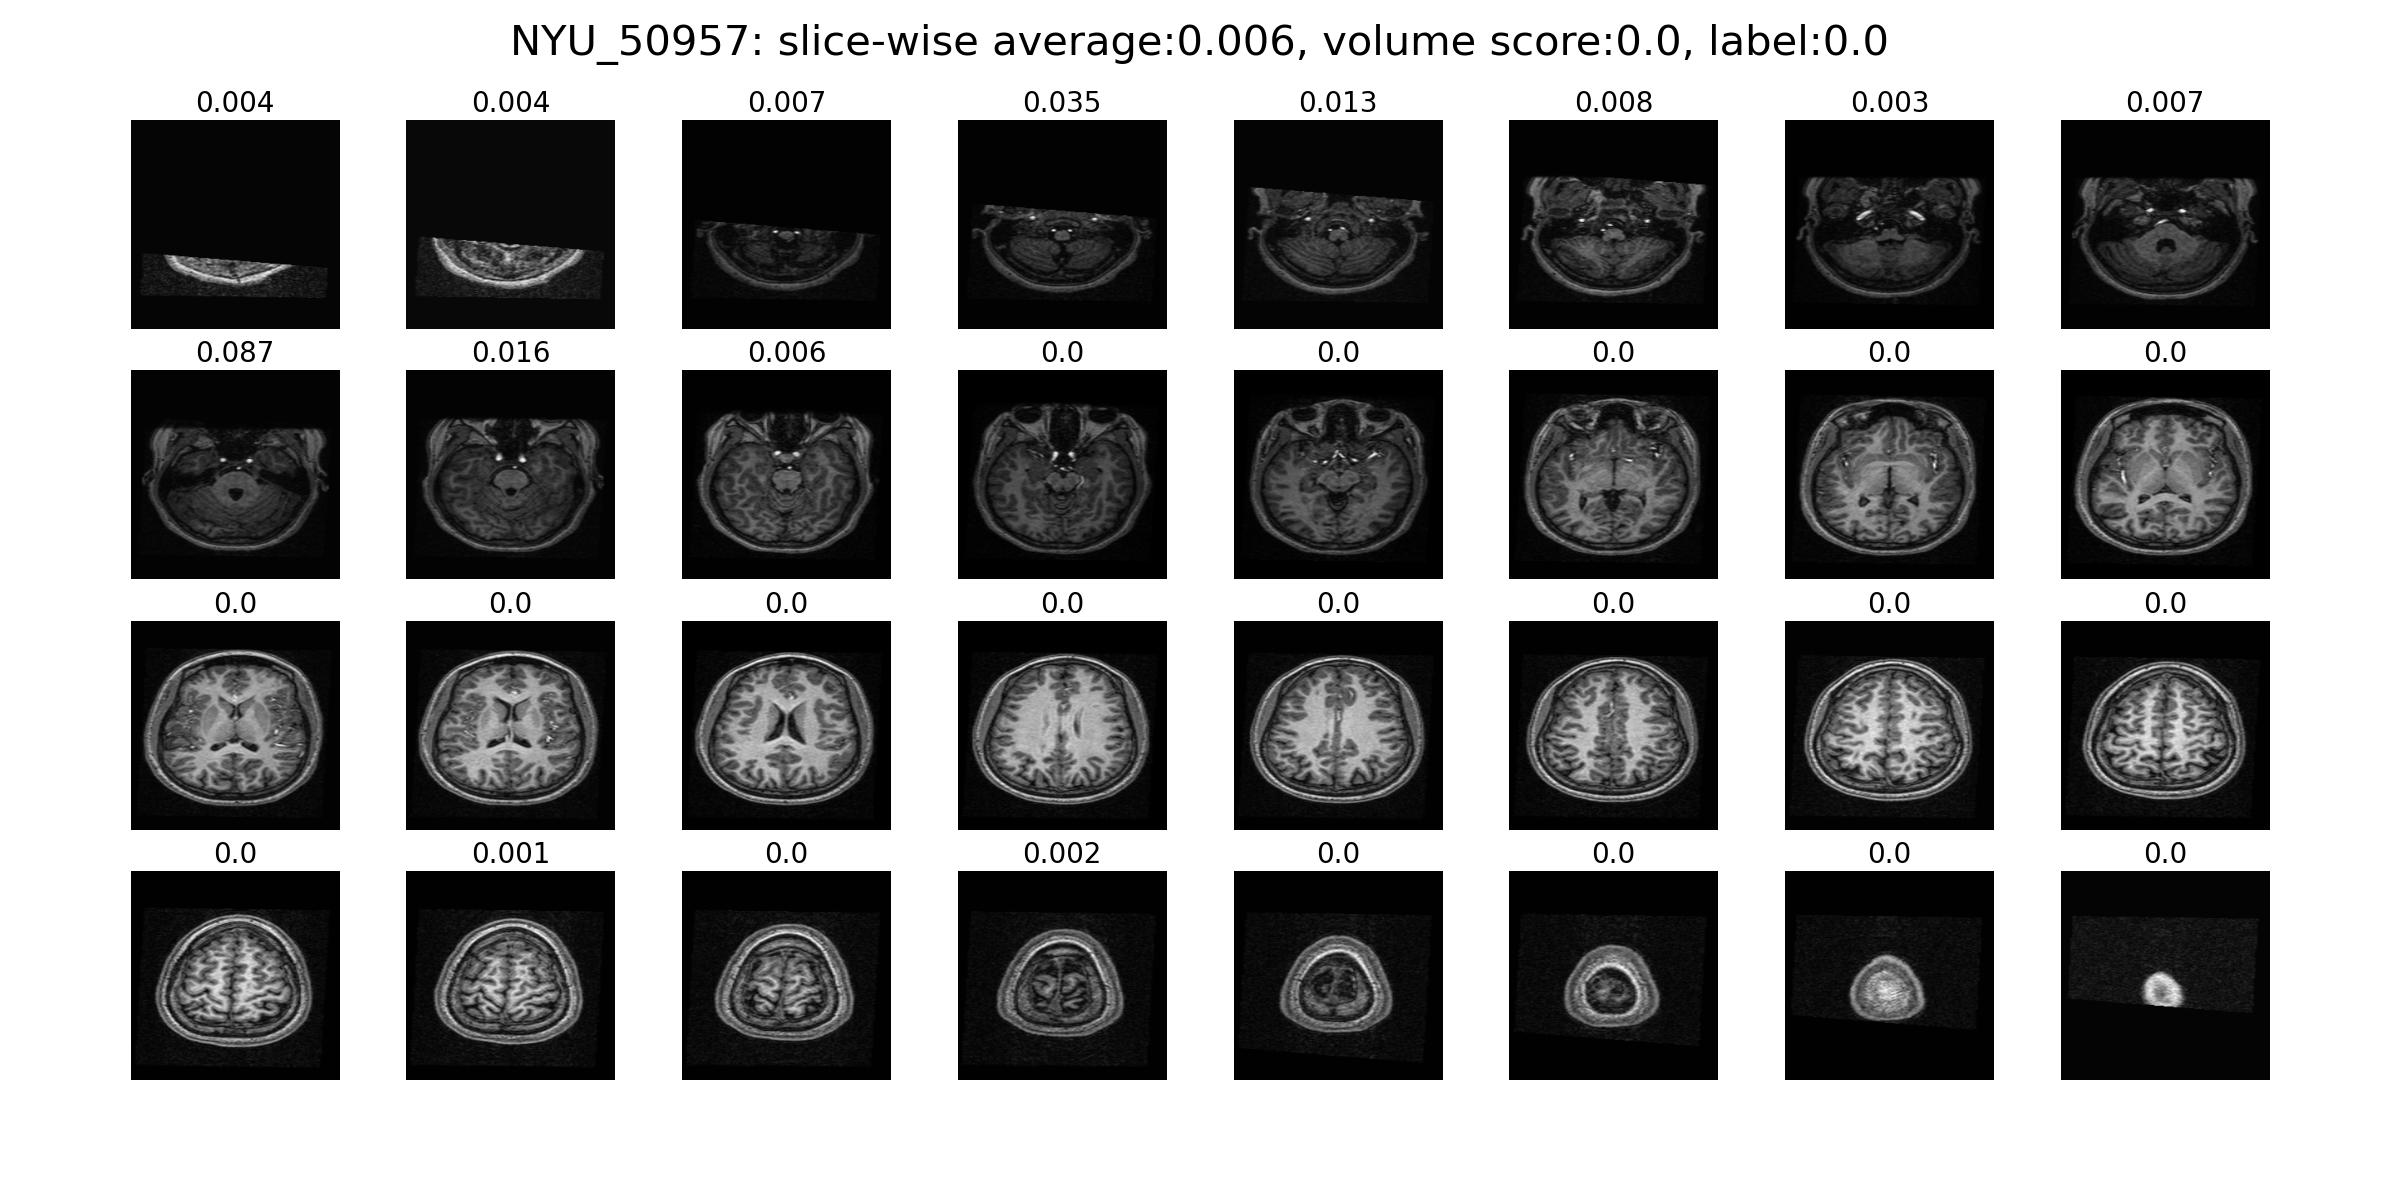 NYU_50957: slice-wise average:0.006, volume score:0.0, label:0.0
0.004 0.004 0.007 0.035 0.013 0.008 0.003 0.007
0.087 0.016 0.006 0.0 0.0 0.0 0.0 0.0
0.0 0.0 0.0 0.0 0.0 0.0 0.0 0.0
0.0 0.001 0.0 0.002 0.0 0.0 0.0 0.0